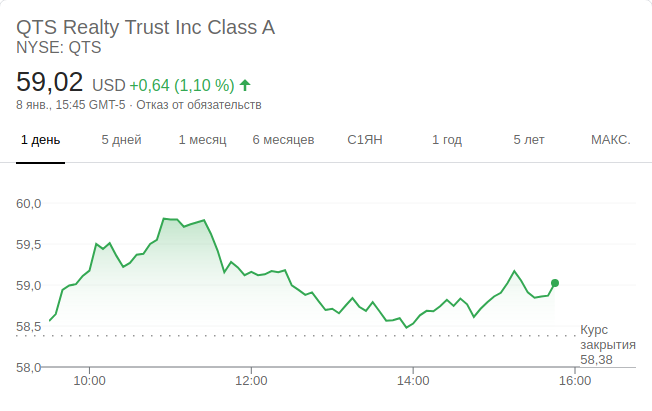 QTS Realty Trust Inc Class A
NYSE: QTS
59,02 USD +0,64 (1,10 %)
8 янв., 15:45 GMT-5 · Отказ от обязательств
1 день 5 дней 1 месяц 6 месяцев С1ЯН 1 год 5 лет МАКС.
60,0
59,5
59,0
58,5
58,0
Курс
закрытия
58,38
10:00 12:00 14:00 16:00